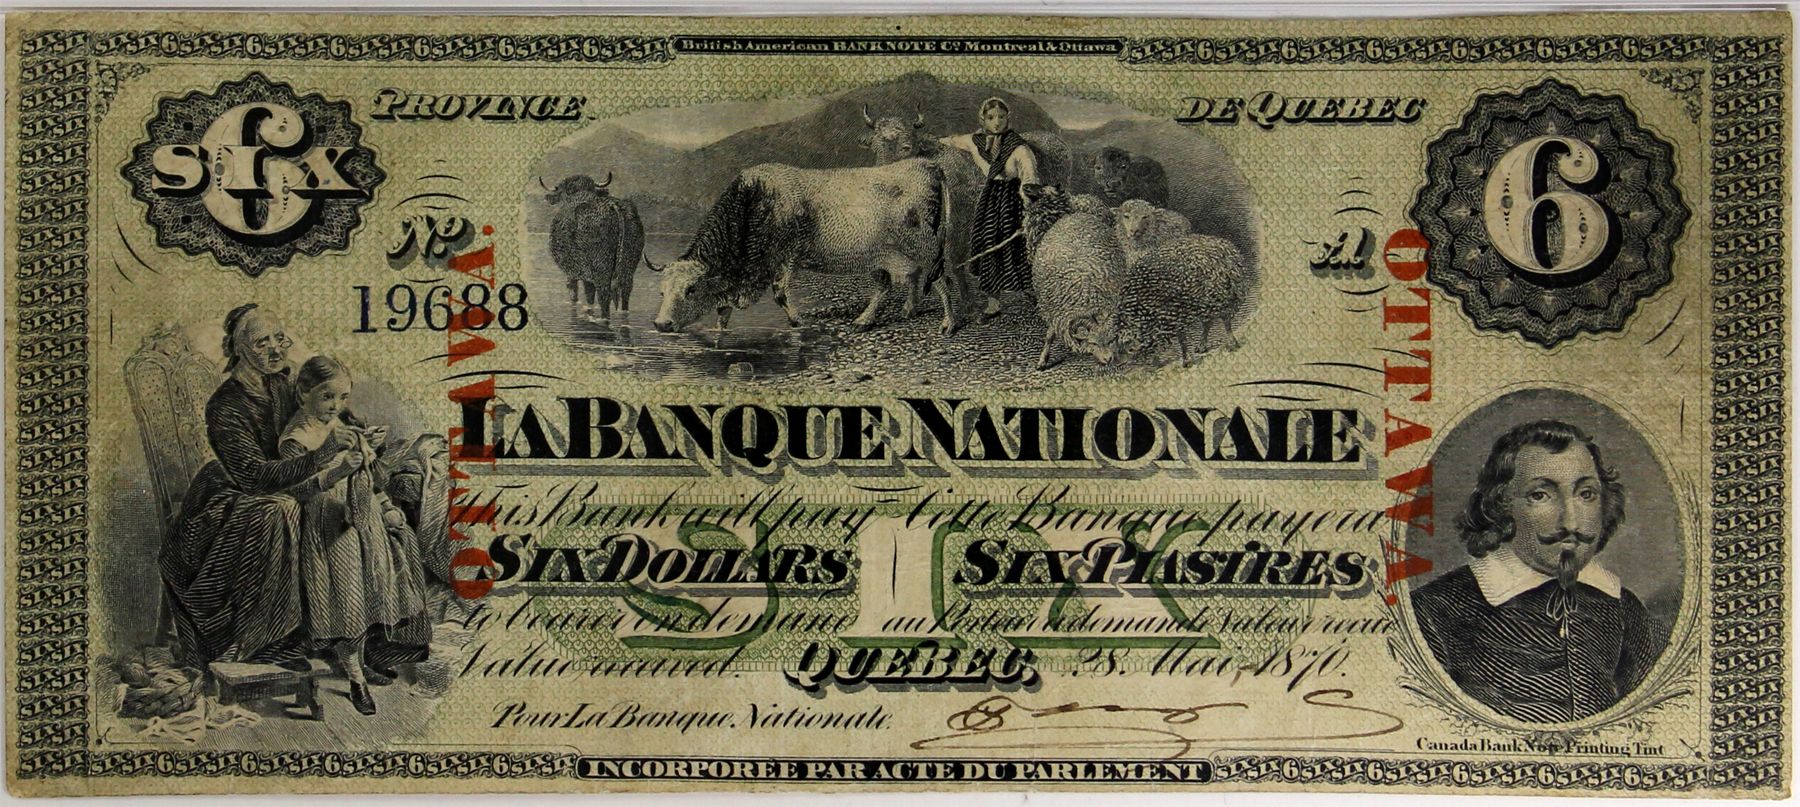 British American BANK NOTE Co. Montreal & Ottawa
SIX 6
PROVINCE DE QUEBEC
6
No. A
19688
OTTAWA.
OTTAWA.
LA BANQUE NATIONALE
This Bank will pay Cette Banque payera
SIX DOLLARS SIX PIASTRES
SIX
to bearer on demand au Porteur à demande Valeur recue
Value received. QUEBEC, 28. Mai, 1870.
Pour La Banque Nationale
Canada Bank Note Printing Tint
INCORPORÉE PAR ACTE DU PARLEMENT